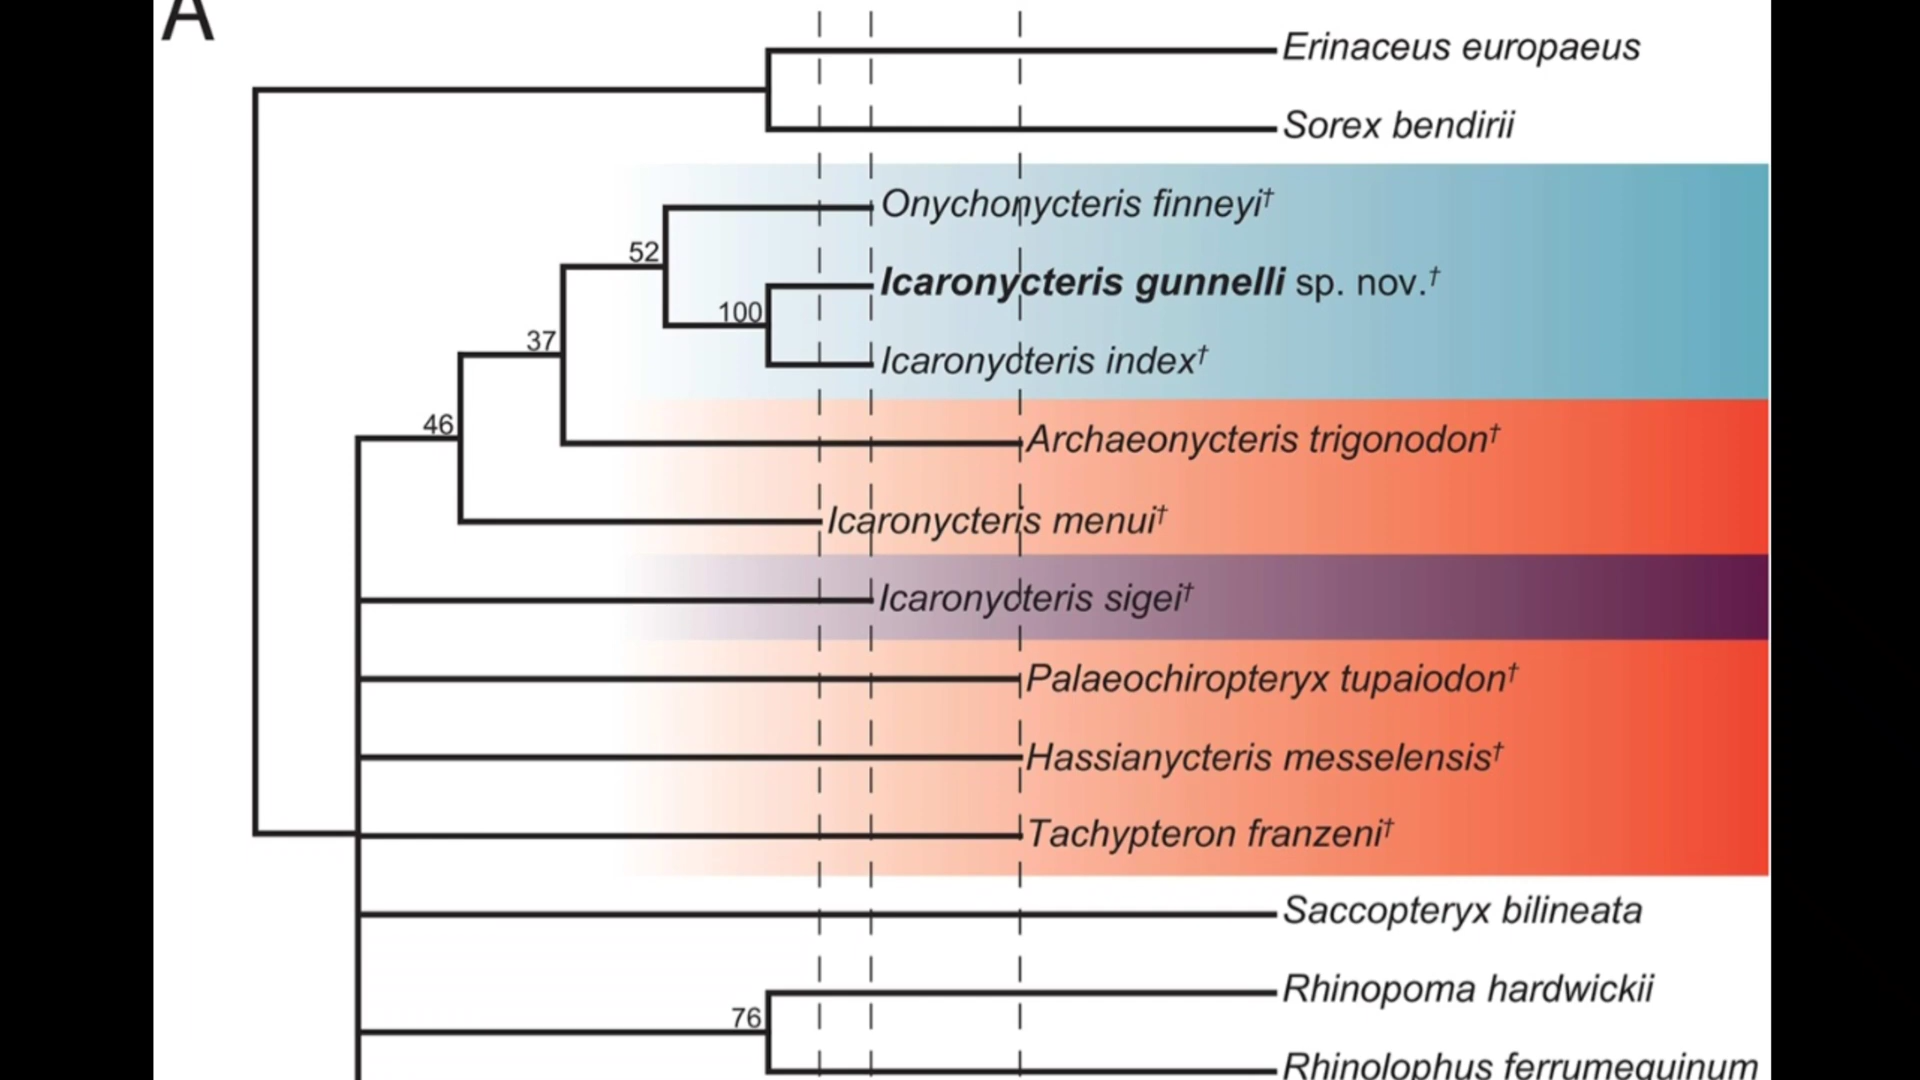 A
Erinaceus europaeus
Sorex bendirii
Onychonycteris finneyi†
52
Icaronycteris gunnelli sp. nov.†
100
37
Icaronycteris index†
46
Archaeonycteris trigonodon†
Icaronycteris menui†
Icaronycteris sigei†
Palaeochiropteryx tupaiodon†
Hassianycteris messelensis†
Tachypteron franzeni†
Saccopteryx bilineata
Rhinopoma hardwickii
76
Rhinolophus ferrumequinum